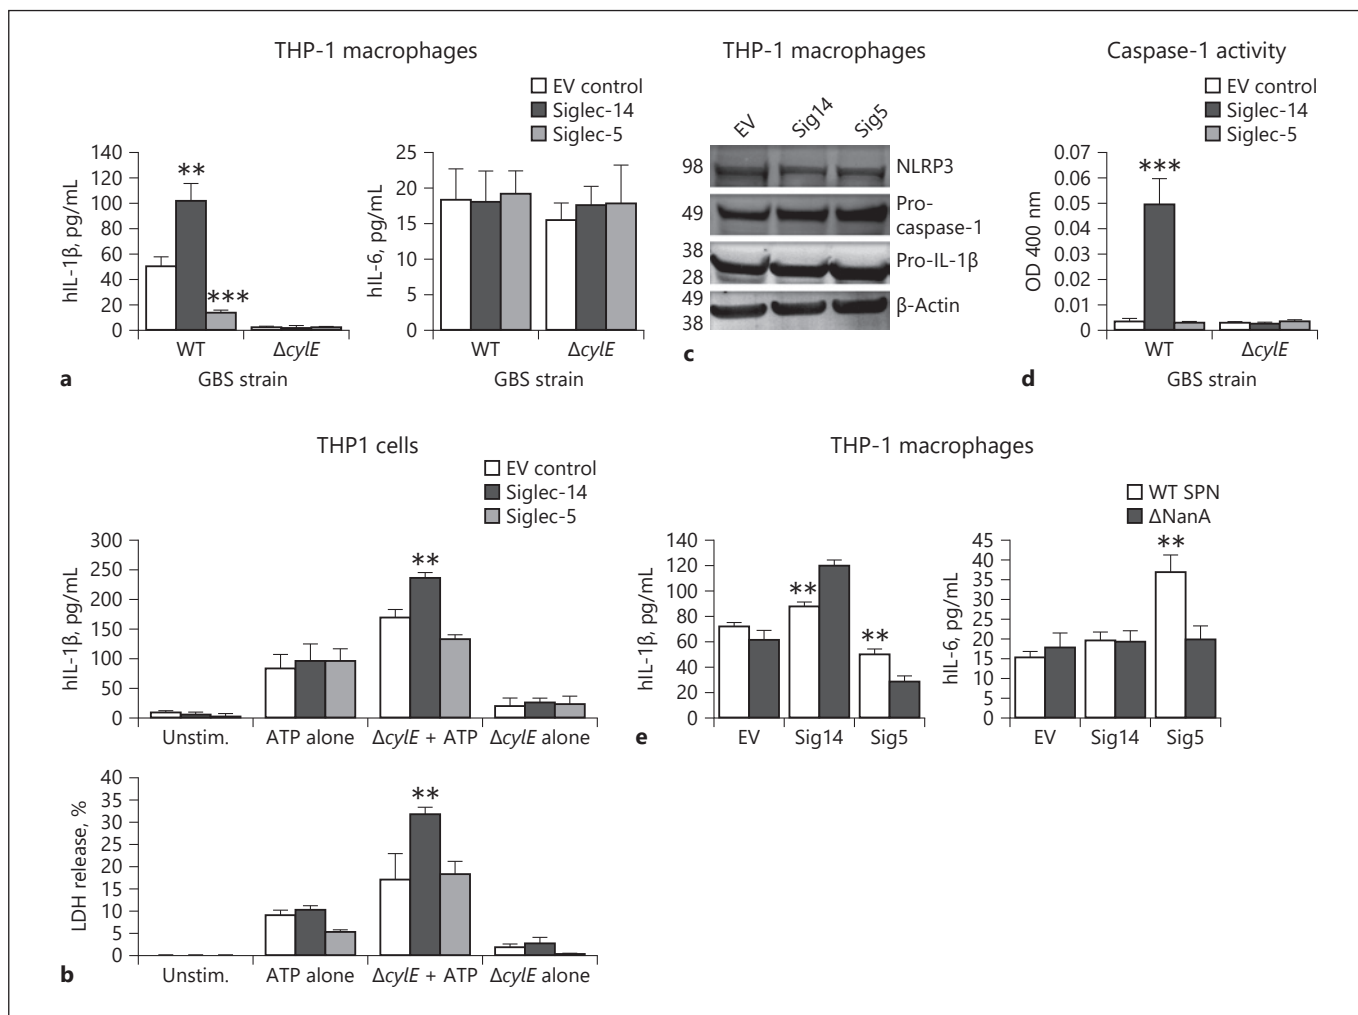 THP-1 macrophages
EV control
Siglec-14
Siglec-5
hIL-1β, pg/mL
140
120
100
80
60
40
20
0
**
***
WT
ΔcylE
GBS strain
hIL-6, pg/mL
25
20
15
10
5
0
WT
ΔcylE
GBS strain
a
THP-1 macrophages
EV
Sig14
Sig5
98
NLRP3
49
Pro-
caspase-1
38
28
Pro-IL-1β
49
38
β-Actin
c
Caspase-1 activity
EV control
Siglec-14
Siglec-5
OD 400 nm
0.07
0.06
0.05
0.04
0.03
0.02
0.01
0
***
WT
ΔcylE
GBS strain
d
THP1 cells
EV control
Siglec-14
Siglec-5
hIL-1β, pg/mL
300
250
200
150
100
50
0
**
Unstim.
ATP alone
ΔcylE + ATP
ΔcylE alone
LDH release, %
40
35
30
25
20
15
10
5
0
**
Unstim.
ATP alone
ΔcylE + ATP
ΔcylE alone
b
THP-1 macrophages
WT SPN
ΔNanA
hIL-1β, pg/mL
140
120
100
80
60
40
20
0
**
**
EV
Sig14
Sig5
hIL-6, pg/mL
45
40
35
30
25
20
15
10
5
0
**
EV
Sig14
Sig5
e